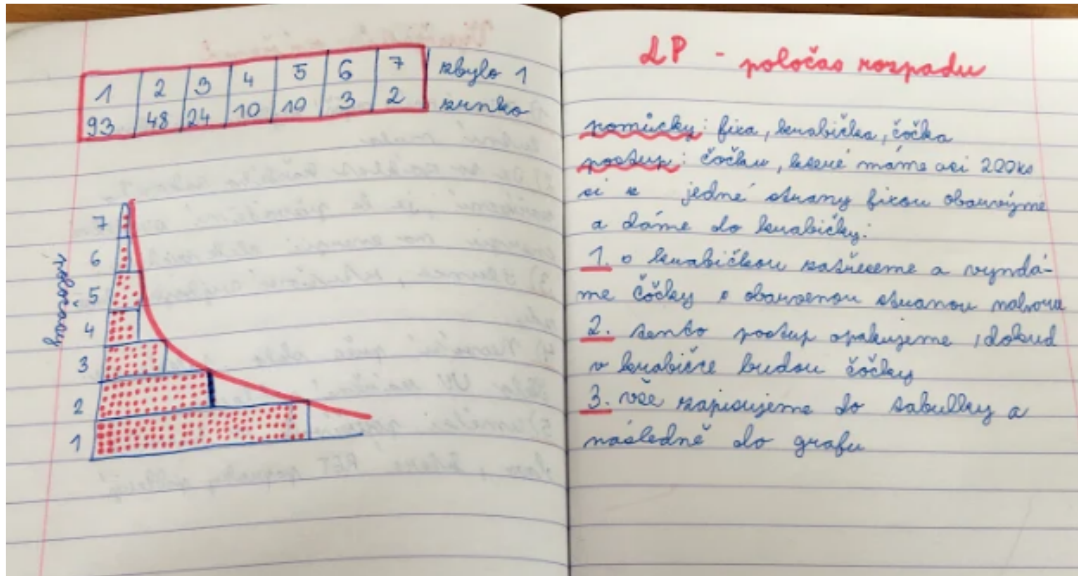 1 2 3 4 5 6 7 zbylo 1
93 48 24 10 10 3 2 zrnko
7
6
5
4
3
2
1
poločasy
LP - poločas rozpadu
pomůcky: fixa, krabička, čočka
postup: čočku, které máme asi 200ks
si z jedné strany fixou obarvíme
a dáme do krabičky:
1. s krabičkou zatřeseme a vyndá-
me čočky s obarvenou stranou nahoru
2. tento postup opakujeme, dokud
v krabičce budou čočky
3. vše zapisujeme do tabulky a
následně do grafu